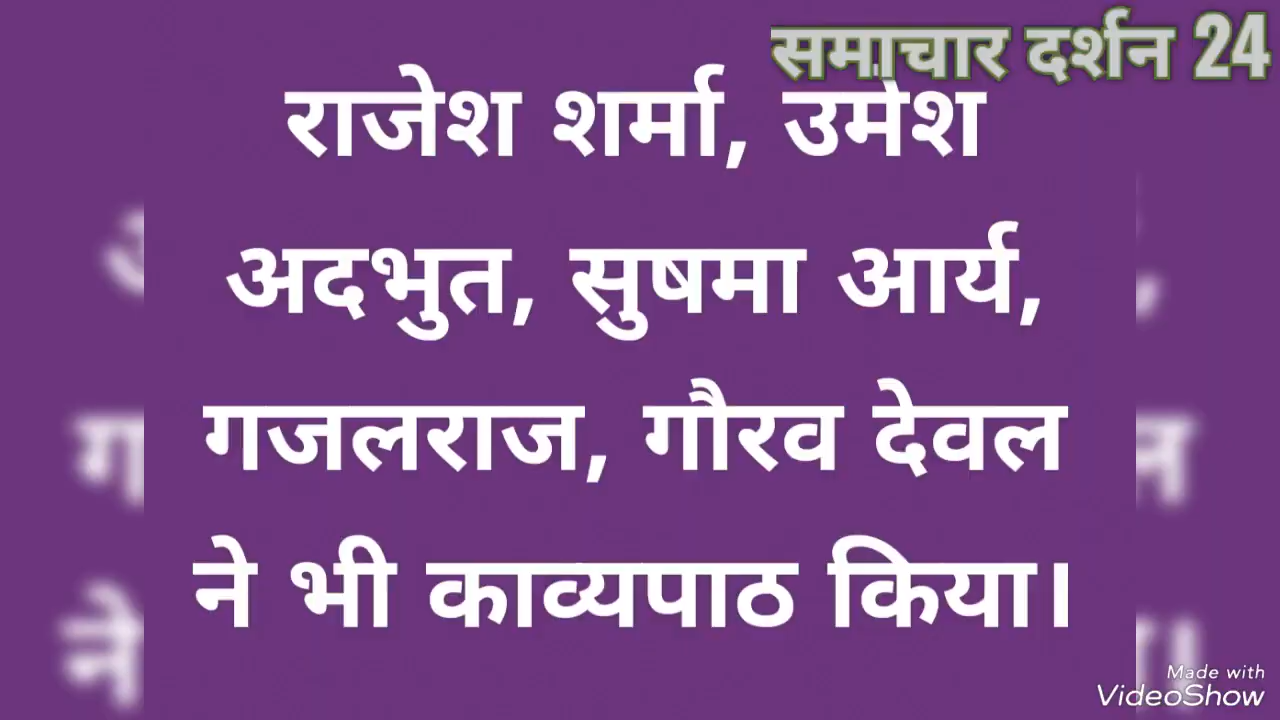 समाचार दर्शन 24
राजेश शर्मा, उमेश
अदभुत, सुषमा आर्य,
गजलराज, गौरव देवल
ने भी काव्यपाठ किया।
Made with
VideoShow